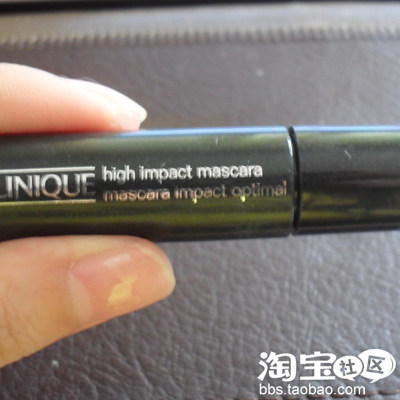 LINIQUE
high impact mascara
mascara impact optimal
淘宝社区
bbs.taobao.com